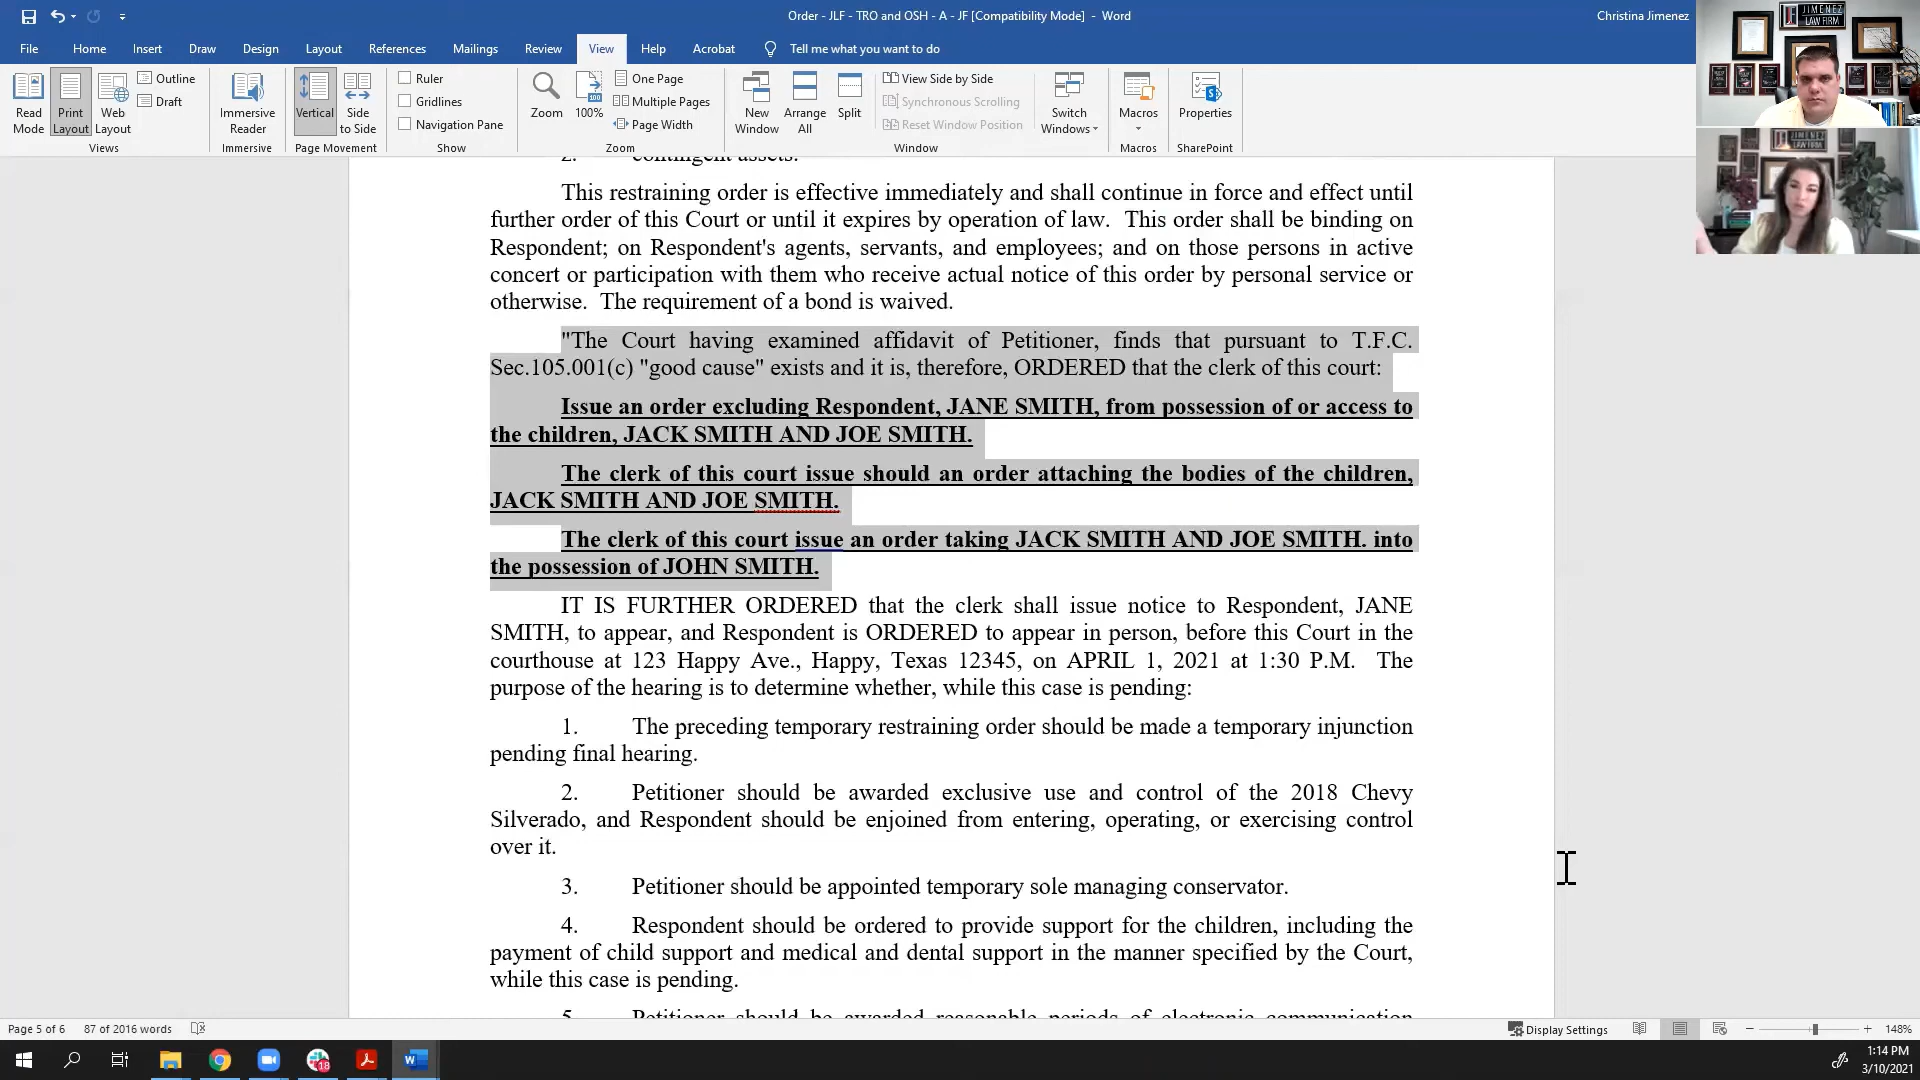 Order - JLF - TRO and OSH - A - JF [Compatibility Mode] - Word
Christina Jimenez
File Home Insert Draw Design Layout References Mailings Review View Help Acrobat Tell me what you want to do
Read Mode
Print Layout
Web Layout
Outline
Draft
Views
Immersive Reader
Immersive
Vertical
Side to Side
Page Movement
Ruler
Gridlines
Navigation Pane
Show
Zoom
100%
One Page
Multiple Pages
Page Width
Zoom
New Window
Arrange All
Split
View Side by Side
Synchronous Scrolling
Reset Window Position
Window
Switch Windows
Macros
Macros
Properties
SharePoint
JIMENEZ
LAW FIRM
2. contingent assets.
This restraining order is effective immediately and shall continue in force and effect until
further order of this Court or until it expires by operation of law. This order shall be binding on
Respondent; on Respondent's agents, servants, and employees; and on those persons in active
concert or participation with them who receive actual notice of this order by personal service or
otherwise. The requirement of a bond is waived.
"The Court having examined affidavit of Petitioner, finds that pursuant to T.F.C.
Sec.105.001(c) "good cause" exists and it is, therefore, ORDERED that the clerk of this court:
Issue an order excluding Respondent, JANE SMITH, from possession of or access to
the children, JACK SMITH AND JOE SMITH.
The clerk of this court issue should an order attaching the bodies of the children,
JACK SMITH AND JOE SMITH.
The clerk of this court issue an order taking JACK SMITH AND JOE SMITH. into
the possession of JOHN SMITH.
IT IS FURTHER ORDERED that the clerk shall issue notice to Respondent, JANE
SMITH, to appear, and Respondent is ORDERED to appear in person, before this Court in the
courthouse at 123 Happy Ave., Happy, Texas 12345, on APRIL 1, 2021 at 1:30 P.M. The
purpose of the hearing is to determine whether, while this case is pending:
1. The preceding temporary restraining order should be made a temporary injunction
pending final hearing.
2. Petitioner should be awarded exclusive use and control of the 2018 Chevy
Silverado, and Respondent should be enjoined from entering, operating, or exercising control
over it.
3. Petitioner should be appointed temporary sole managing conservator.
4. Respondent should be ordered to provide support for the children, including the
payment of child support and medical and dental support in the manner specified by the Court,
while this case is pending.
5. Petitioner should be awarded reasonable periods of electronic communication
Page 5 of 6 87 of 2016 words
Display Settings
148%
18
1:14 PM
3/10/2021